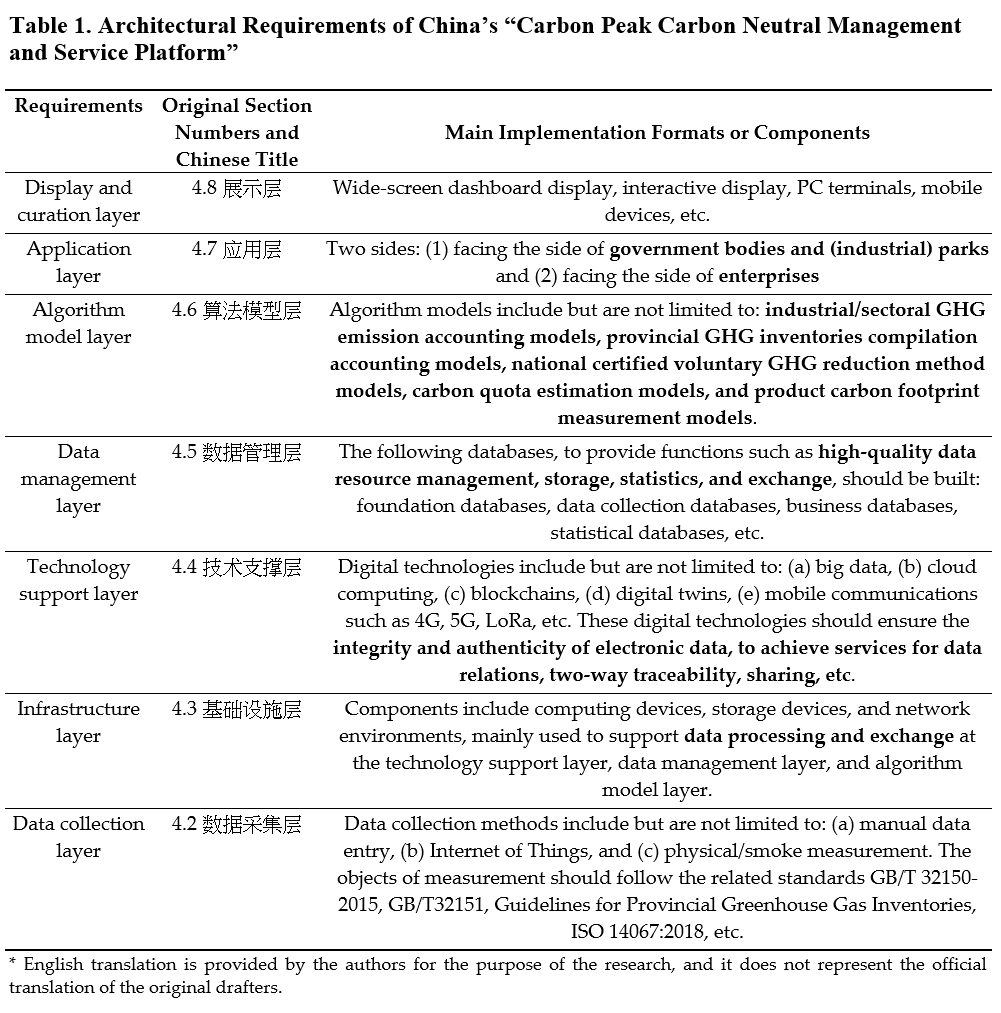 Table 1. Architectural Requirements of China’s “Carbon Peak Carbon Neutral Management
and Service Platform”
Requirements
Original Section
Numbers and
Chinese Title
Main Implementation Formats or Components
Display and
curation layer
4.8 展示层
Wide-screen dashboard display, interactive display, PC terminals, mobile
devices, etc.
Application
layer
4.7 应用层
Two sides: (1) facing the side of government bodies and (industrial) parks
and (2) facing the side of enterprises
Algorithm
model layer
4.6 算法模型层
Algorithm models include but are not limited to: industrial/sectoral GHG
emission accounting models, provincial GHG inventories compilation
accounting models, national certified voluntary GHG reduction method
models, carbon quota estimation models, and product carbon footprint
measurement models.
Data
management
layer
4.5 数据管理层
The following databases, to provide functions such as high-quality data
resource management, storage, statistics, and exchange, should be built:
foundation databases, data collection databases, business databases,
statistical databases, etc.
Technology
support layer
4.4 技术支撑层
Digital technologies include but are not limited to: (a) big data, (b) cloud
computing, (c) blockchains, (d) digital twins, (e) mobile communications
such as 4G, 5G, LoRa, etc. These digital technologies should ensure the
integrity and authenticity of electronic data, to achieve services for data
relations, two-way traceability, sharing, etc.
Infrastructure
layer
4.3 基础设施层
Components include computing devices, storage devices, and network
environments, mainly used to support data processing and exchange at
the technology support layer, data management layer, and algorithm
model layer.
Data collection
layer
4.2 数据采集层
Data collection methods include but are not limited to: (a) manual data
entry, (b) Internet of Things, and (c) physical/smoke measurement. The
objects of measurement should follow the related standards GB/T 32150-
2015, GB/T32151, Guidelines for Provincial Greenhouse Gas Inventories,
ISO 14067:2018, etc.
* English translation is provided by the authors for the purpose of the research, and it does not represent the official
translation of the original drafters.